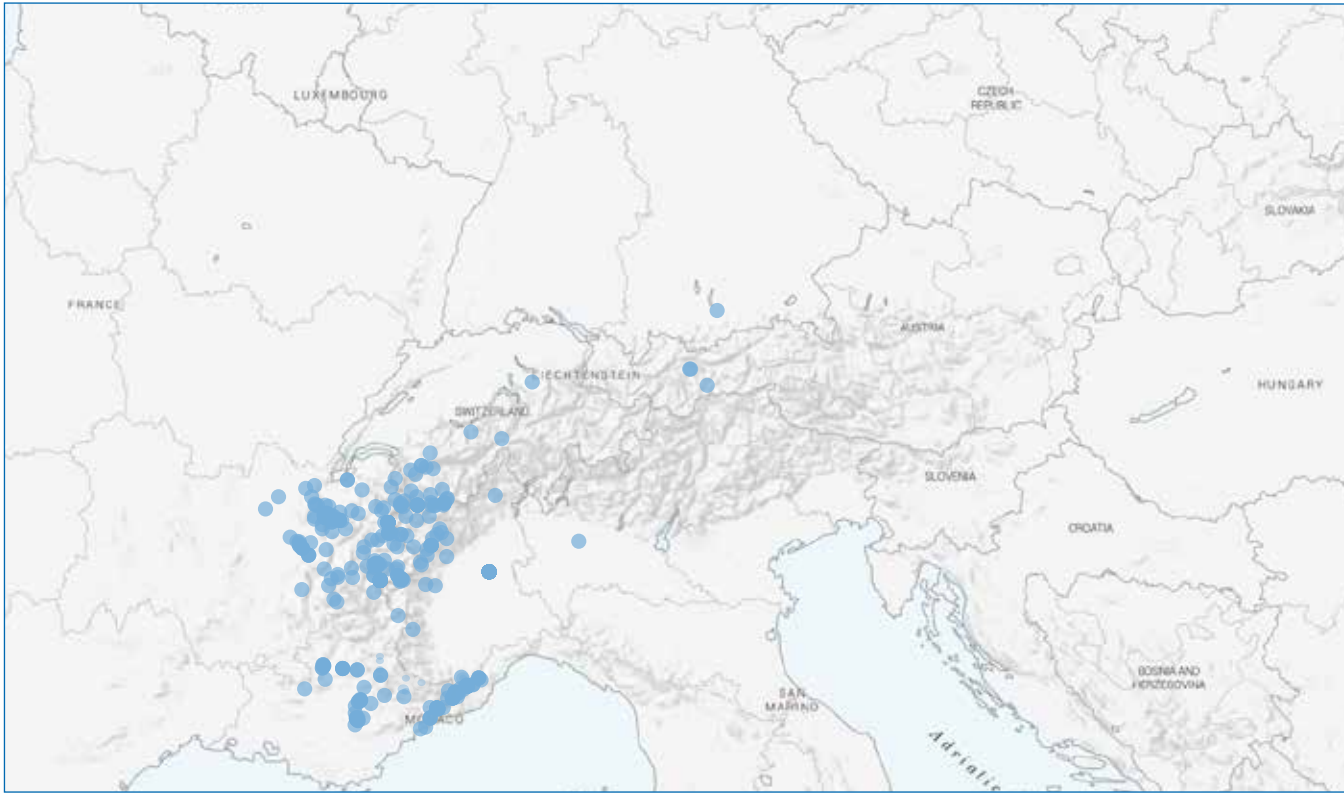 LUXEMBOURG
CZECH
REPUBLIC
SLOVAKIA
FRANCE
AUSTRIA
LIECHTENSTEIN
HUNGARY
SWITZERLAND
SLOVENIA
CROATIA
BOSNIA AND
HERZEGOVINA
SAN
MARINO
MONACO
Adriatic